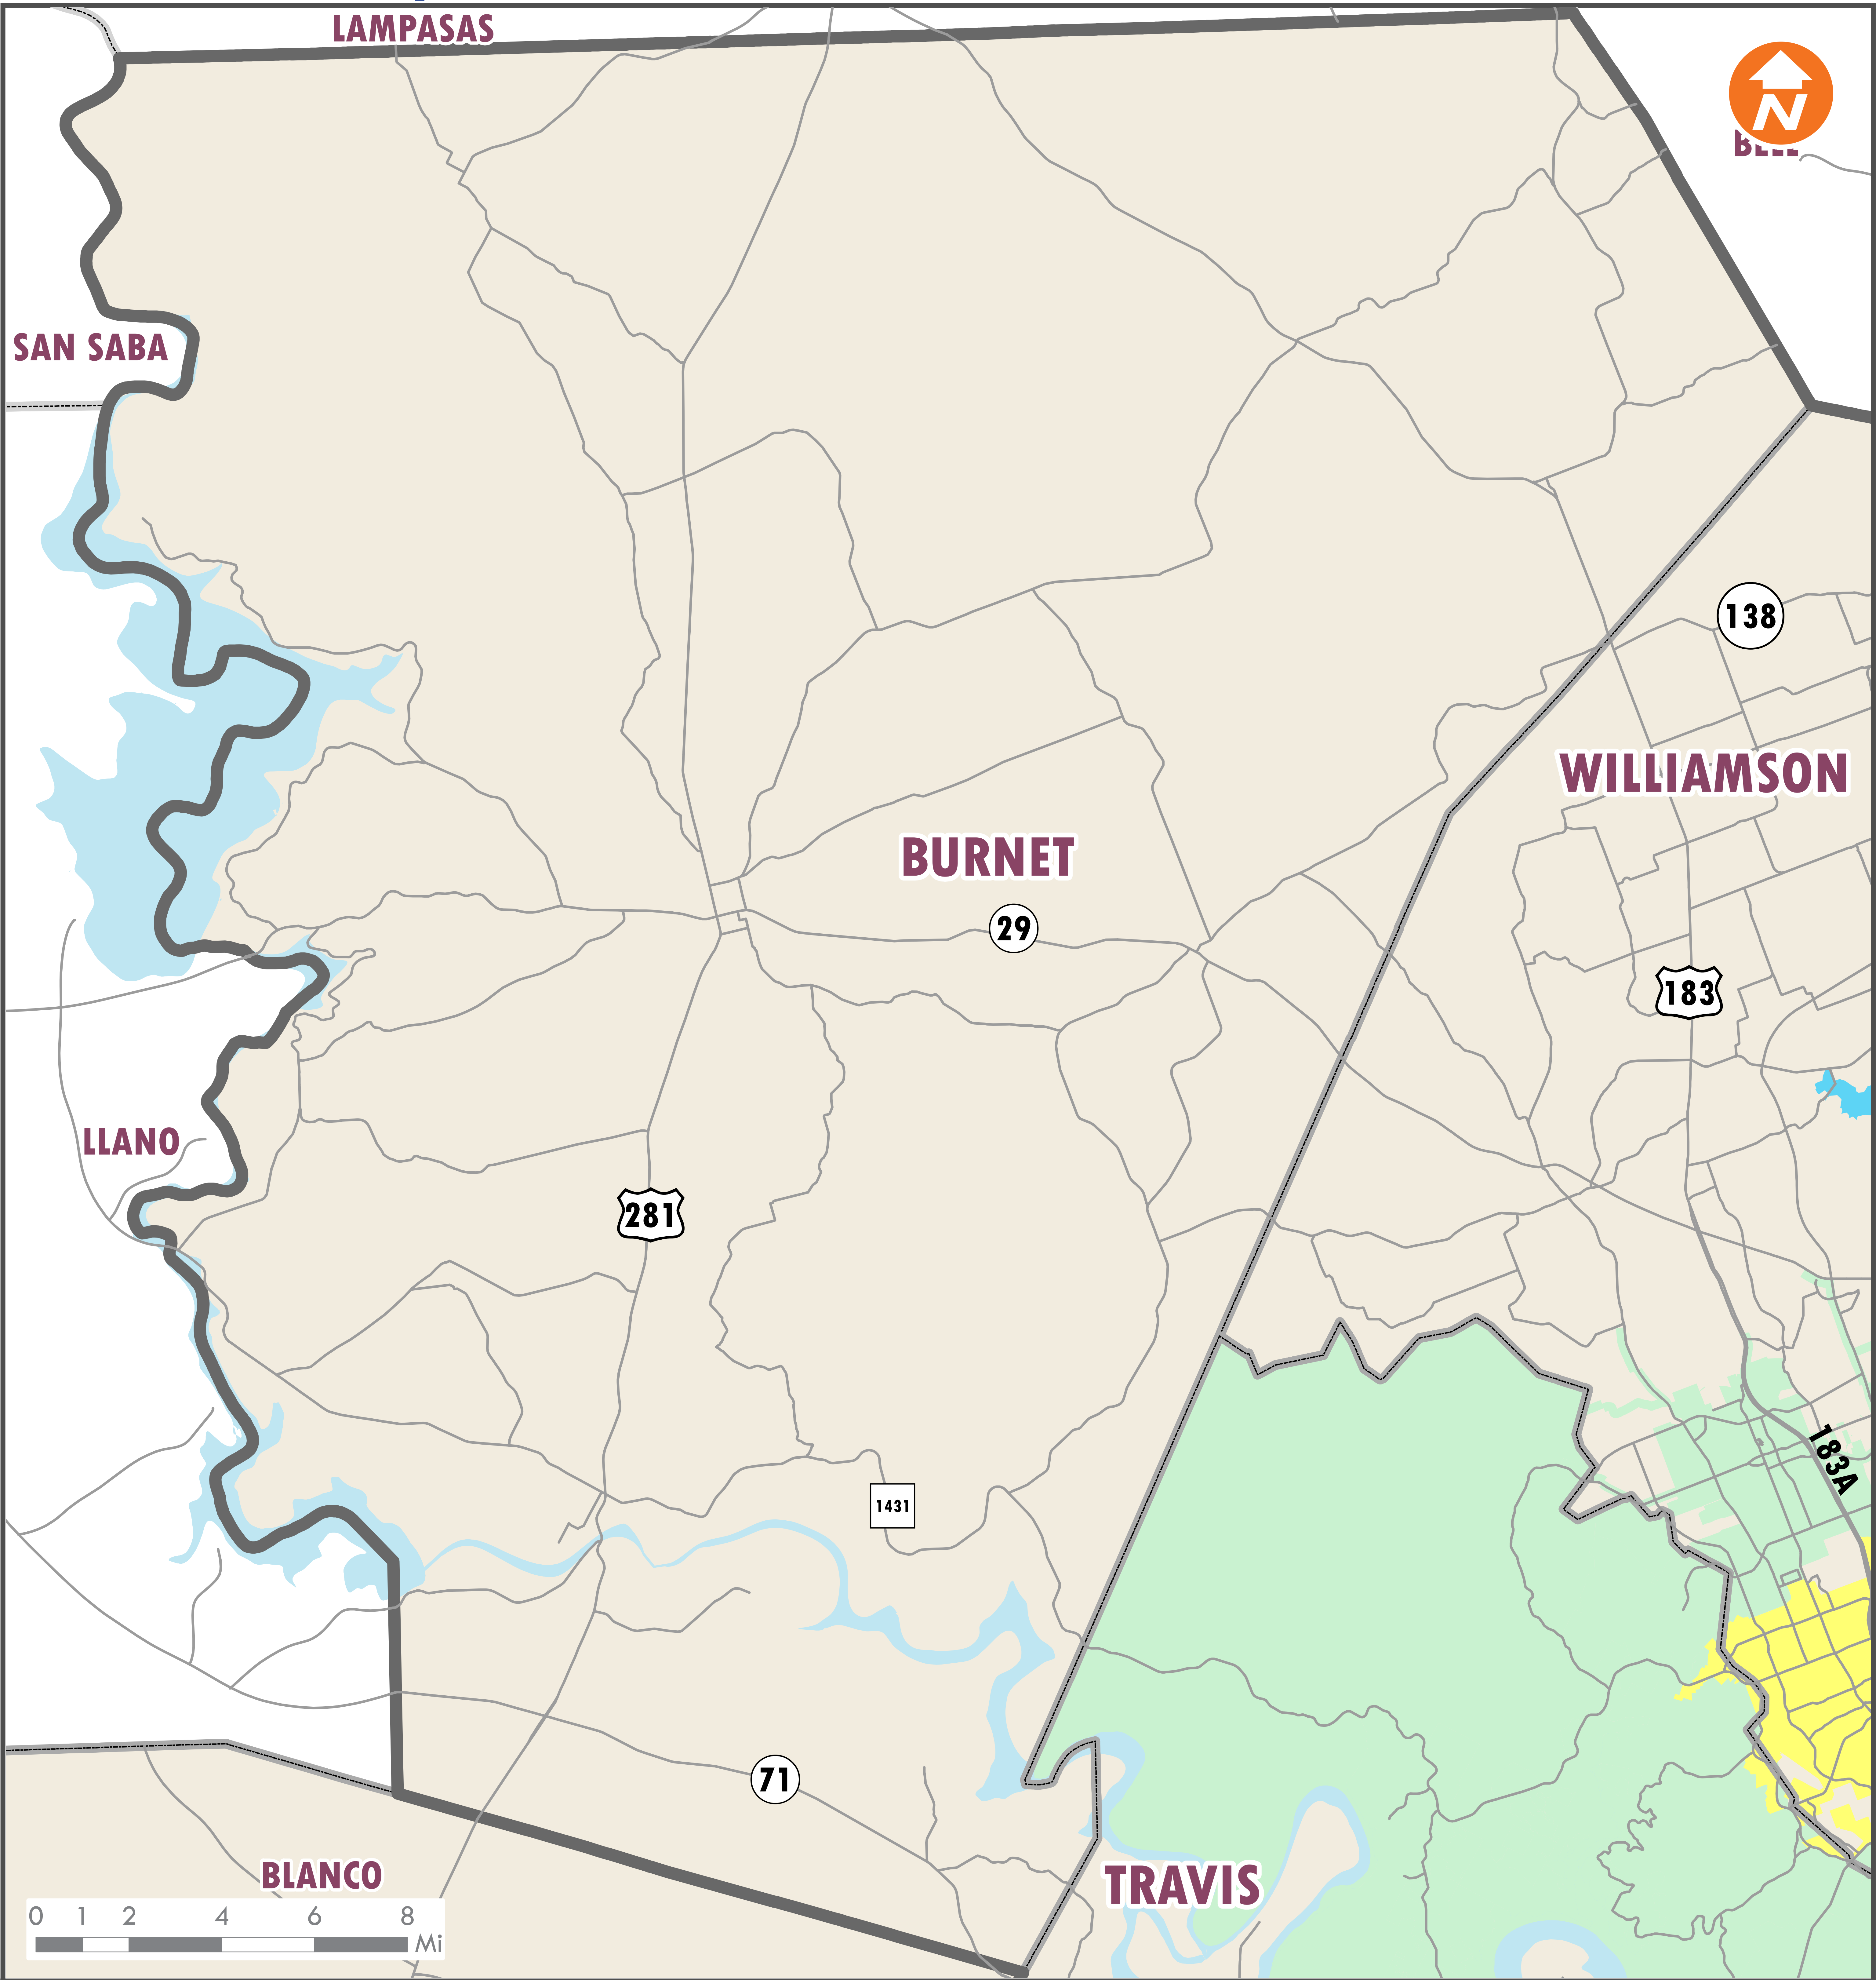 LAMPASAS
N
SAN SABA
138
WILLIAMSON
BURNET
29
183
LLANO
281
183A
1431
71
BLANCO
TRAVIS
0 1 2 4 6 8
Mi